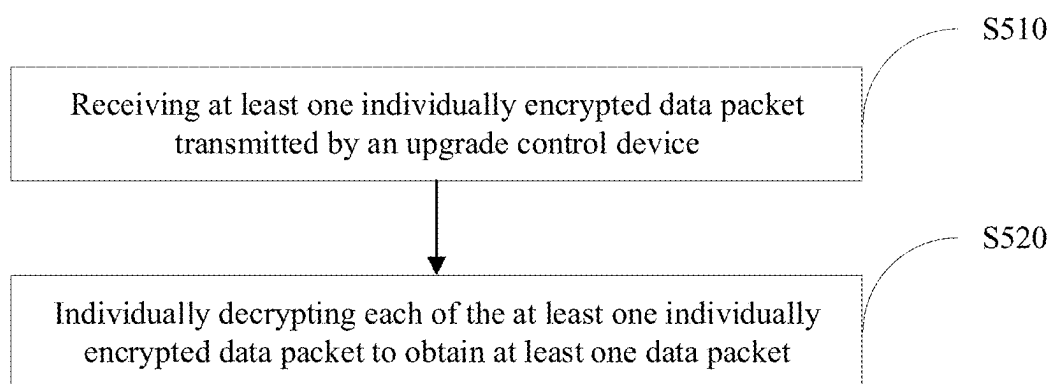 S510
Receiving at least one individually encrypted data packet
transmitted by an upgrade control device
S520
Individually decrypting each of the at least one individually
encrypted data packet to obtain at least one data packet